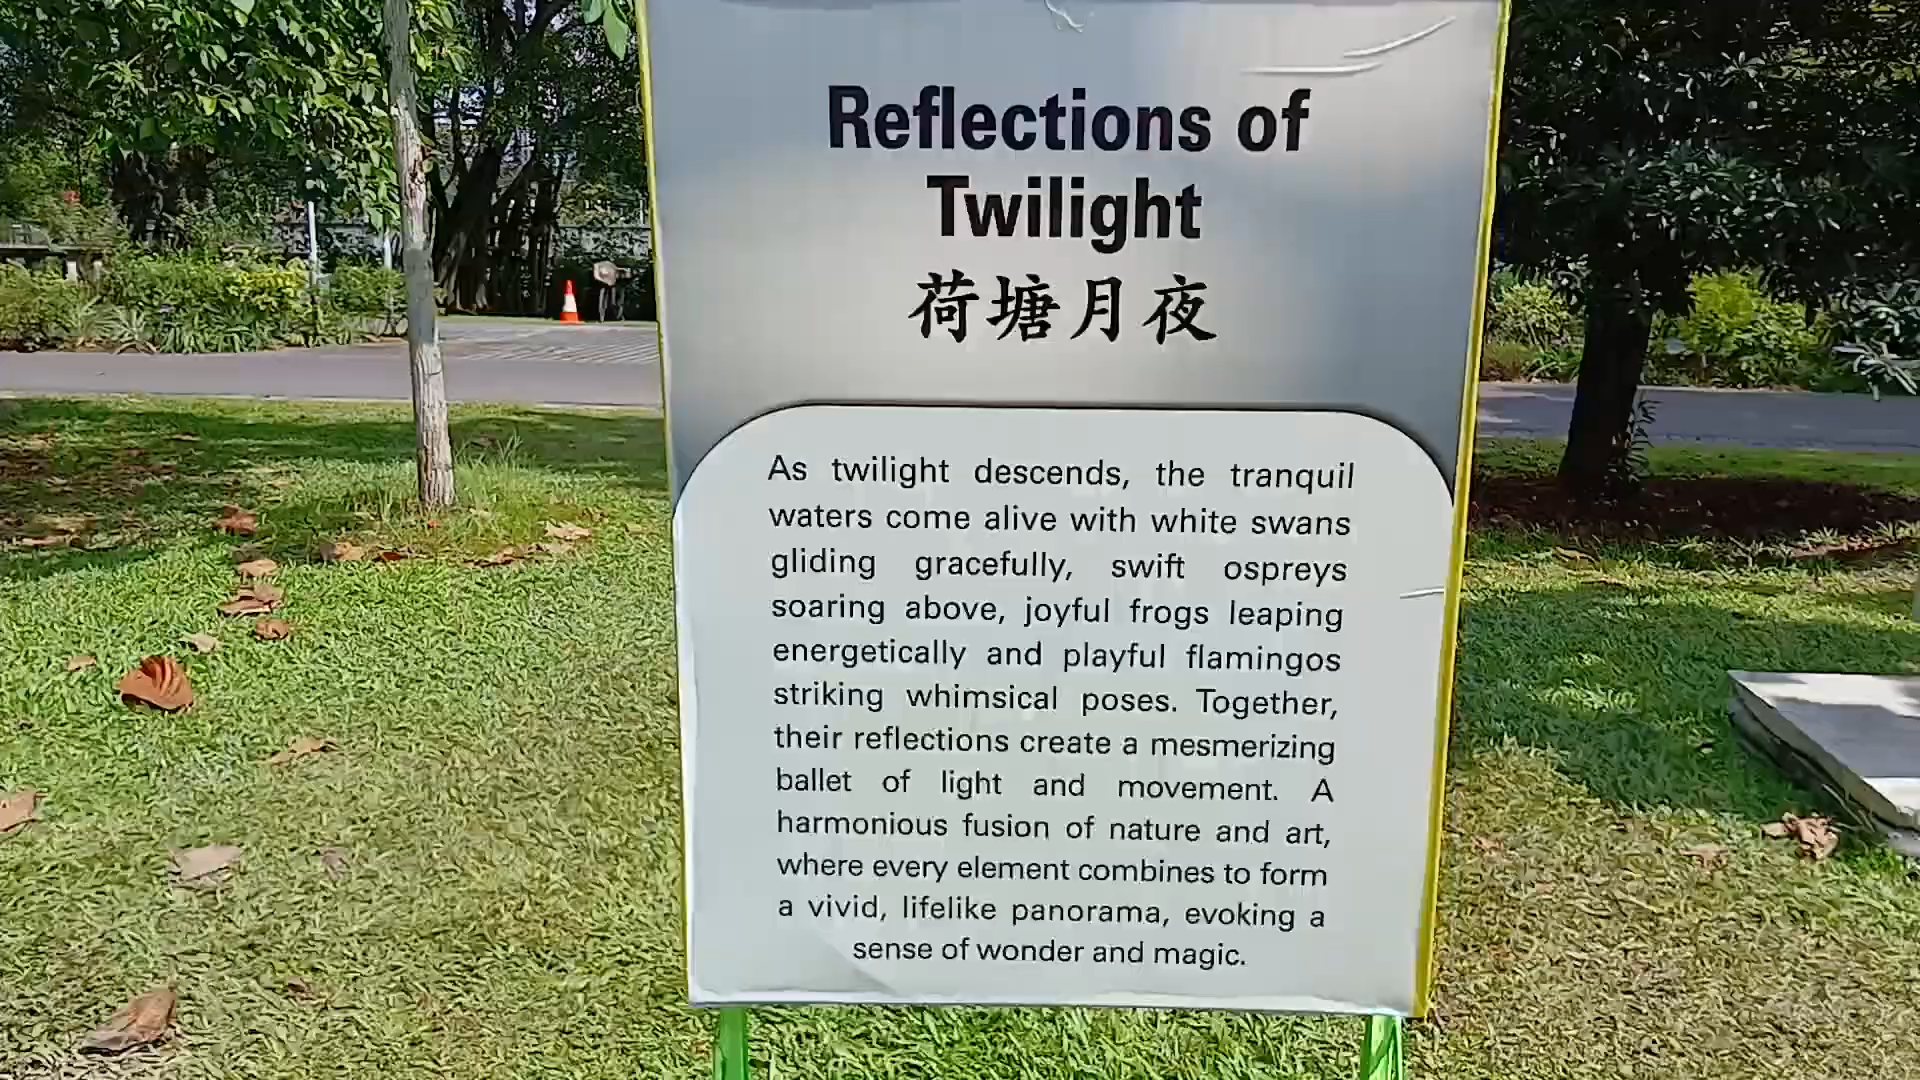 Reflections of
Twilight
荷塘月夜
As twilight descends, the tranquil
waters come alive with white swans
gliding gracefully, swift ospreys
soaring above, joyful frogs leaping
energetically and playful flamingos
striking whimsical poses. Together,
their reflections create a mesmerizing
ballet of light and movement. A
harmonious fusion of nature and art,
where every element combines to form
a vivid, lifelike panorama, evoking a
sense of wonder and magic.